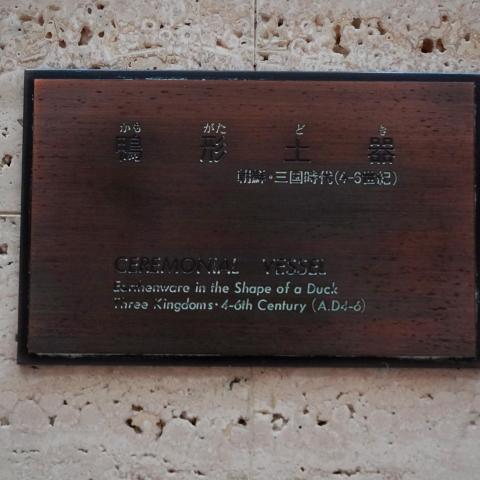 かも がた ど き
鴨形土器
朝鮮・三国時代(4-6世紀)
CEREMONIAL VESSEL
Earthenware in the Shape of a Duck
Three Kingdoms・4-6th Century (A.D4-6)